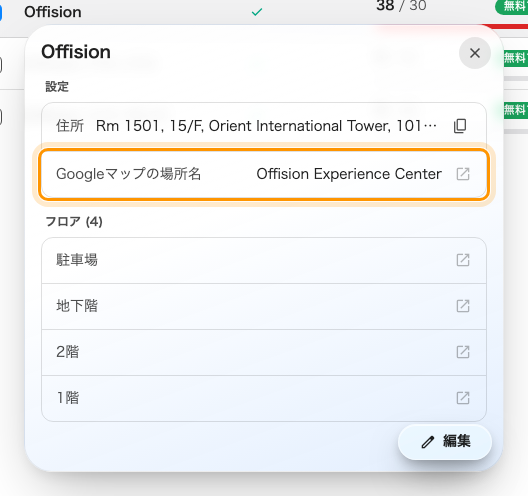 Offision
38 / 30
無料
Offision
設定
無料
住所 Rm 1501, 15/F, Orient International Tower, 101…
無料
Googleマップの場所名 Offision Experience Center
フロア (4)
駐車場
地下階
2階
1階
編集